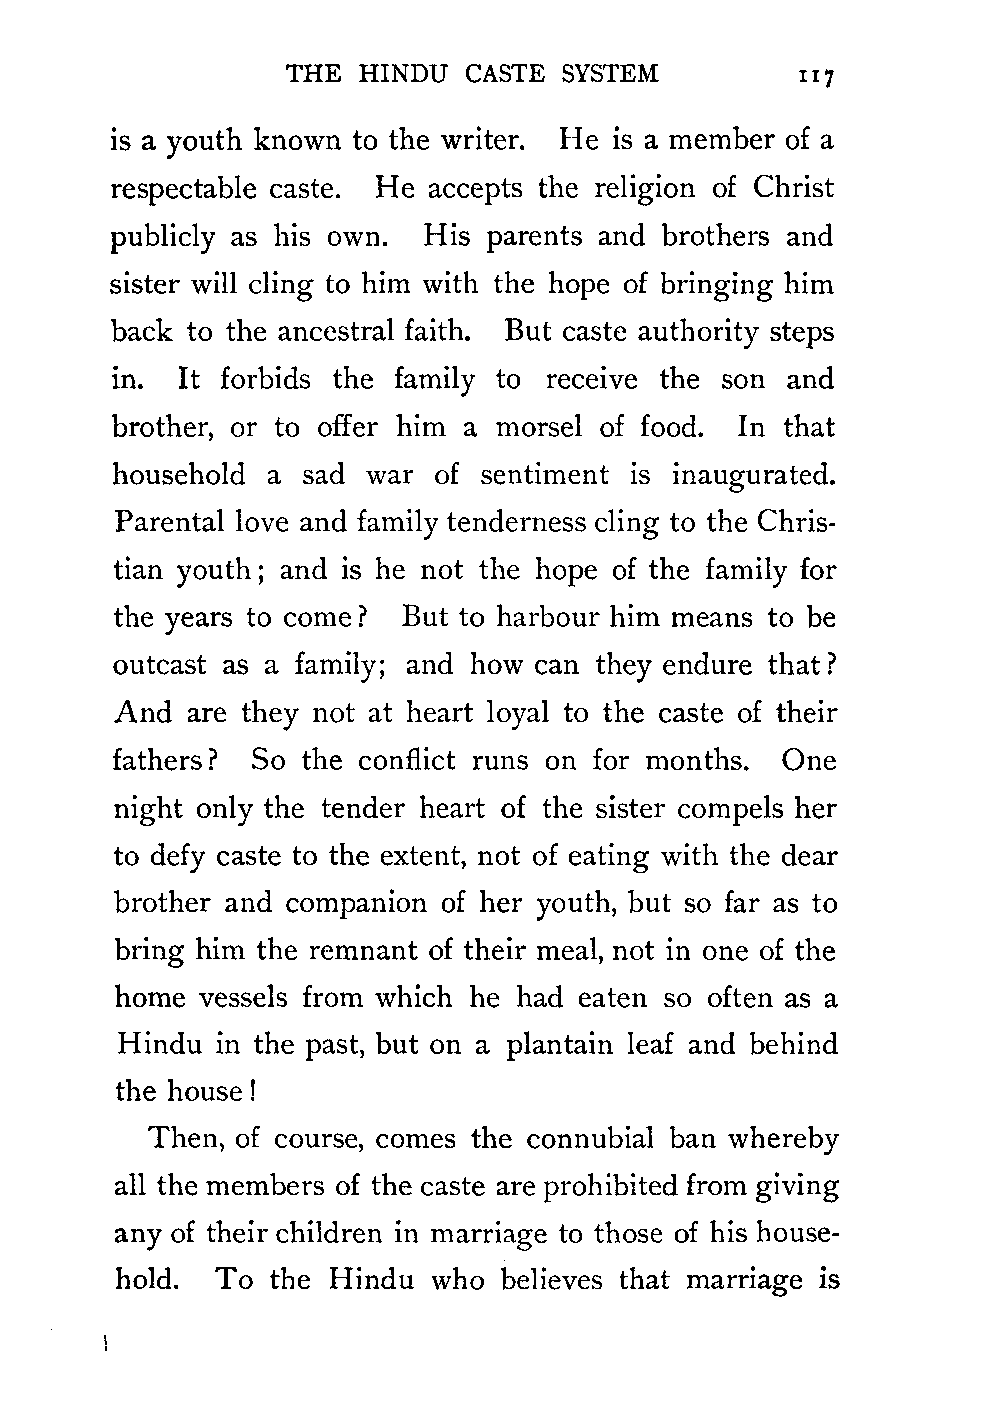 THE HINDU CASTE SYSTEM 117
is a youth known to the writer. He is a member of a
respectable caste. He accepts the religion of Christ
publicly as his own. His parents and brothers and
sister will cling to him with the hope of bringing him
back to the ancestral faith. But caste authority steps
in. It forbids the family to receive the son and
brother, or to offer him a morsel of food. In that
household a sad war of sentiment is inaugurated.
Parental love and family tenderness cling to the Chris-
tian youth; and is he not the hope of the family for
the years to come? But to harbour him means to be
outcast as a family; and how can they endure that?
And are they not at heart loyal to the caste of their
fathers? So the conflict runs on for months. One
night only the tender heart of the sister compels her
to defy caste to the extent, not of eating with the dear
brother and companion of her youth, but so far as to
bring him the remnant of their meal, not in one of the
home vessels from which he had eaten so often as a
Hindu in the past, but on a plantain leaf and behind
the house!
Then, of course, comes the connubial ban whereby
all the members of the caste are prohibited from giving
any of their children in marriage to those of his house-
hold. To the Hindu who believes that marriage is